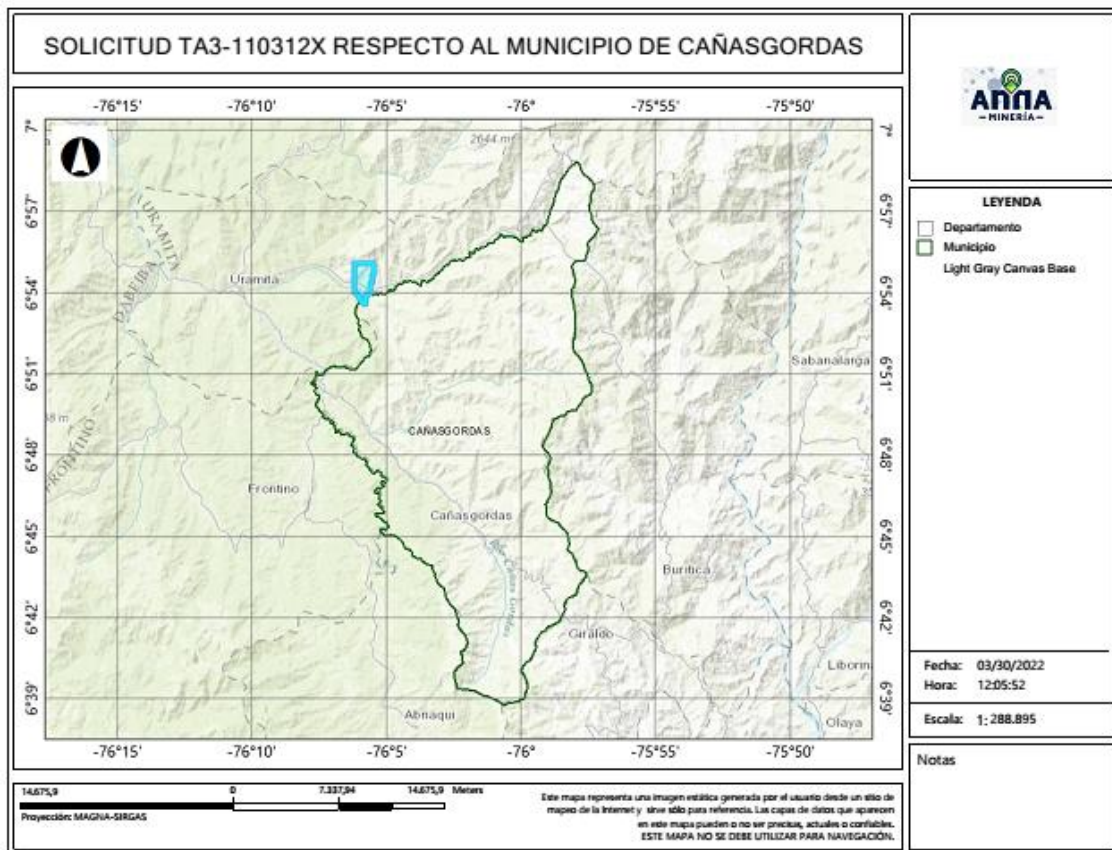 SOLICITUD TA3-110312X RESPECTO AL MUNICIPIO DE CAÑASGORDAS
ANNA
-MINERÍA-
-76°15' -76°10' -76°5' -76° -75°55' -75°50'
7° 7°
2644 m
6°57' 6°57'
URAMITA
DABEIBA
Uramita
6°54' 6°54'
Sabanalarga
6°51' 6°51'
CAÑASGORDAS
FRONTINO
6°48' 6°48'
Frontino
Cañasgordas
6°45' 6°45'
Buriticá
6°42' 6°42'
Giraldo
Liborin
6°39' 6°39'
Abriaquí
Olaya
-76°15' -76°10' -76°5' -76° -75°55' -75°50'
LEYENDA
Departamento
Municipio
Light Gray Canvas Base
Fecha: 03/30/2022
Hora: 12:05:52
Escala: 1: 288.895
Notas
14.675,9 0 7.337,94 14.675,9 Meters
Proyección: MAGNA-SIRGAS
Este mapa representa una imagen estática generada por el usuario desde un sitio de
mapeo de la Internet y sirve sólo para referencia. Las capas de datos que aparecen
en este mapa pueden o no ser precisas, actuales o confiables.
ESTE MAPA NO SE DEBE UTILIZAR PARA NAVEGACIÓN.